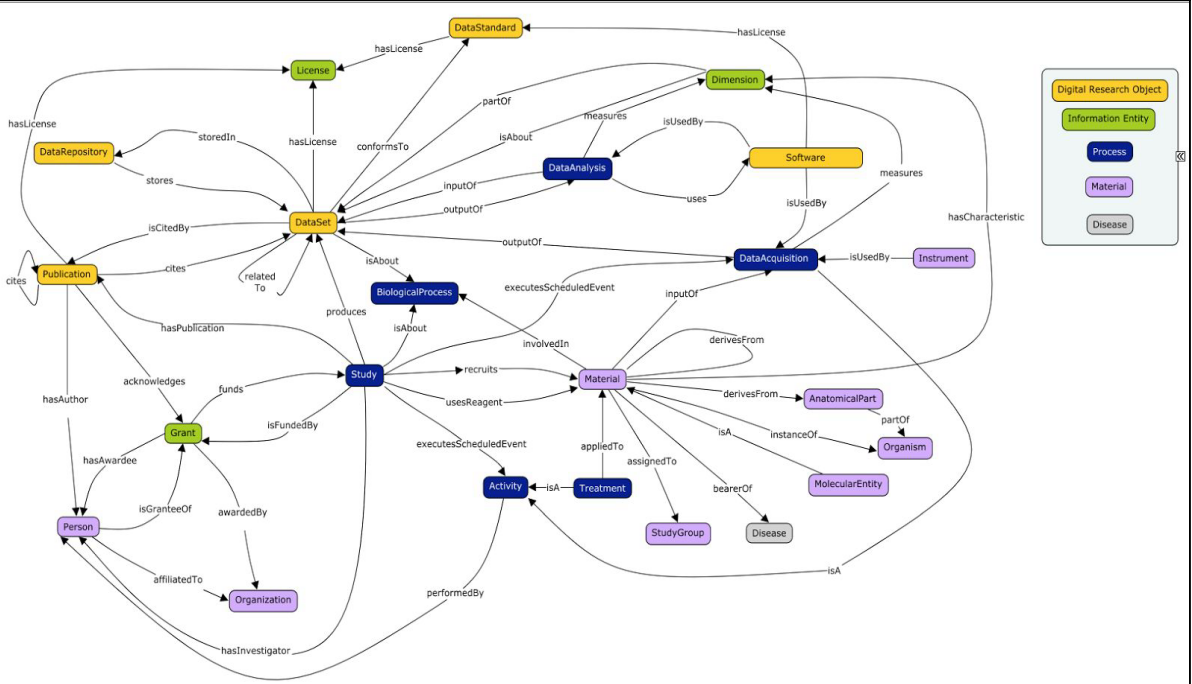 DataStandard
hasLicense
hasLicense
License
Dimension
Digital Research Object
partOf
Information Entity
hasLicense
measures
isUsedBy
storedIn
isAbout
hasLicense
conformsTo
DataRepository
Process
Software
DataAnalysis
measures
stores
inputOf
Material
uses
isUsedBy
outputOf
hasCharacteristic
DataSet
Disease
isCitedBy
outputOf
isAbout
DataAcquisition
isUsedBy
Instrument
cites
Publication
cites
related
To
executesScheduledEvent
BiologicalProcess
inputOf
produces
hasPublication
isAbout
involvedIn
derivesFrom
recruits
Study
Material
acknowledges
funds
derivesFrom
hasAuthor
usesReagent
AnatomicalPart
partOf
isFundedBy
Grant
isA
instanceOf
executesScheduledEvent
appliedTo
Organism
hasAwardee
assignedTo
MolecularEntity
Activity
isA
Treatment
bearerOf
isGranteeOf
awardedBy
Person
StudyGroup
Disease
isA
affiliatedTo
performedBy
Organization
hasInvestigator